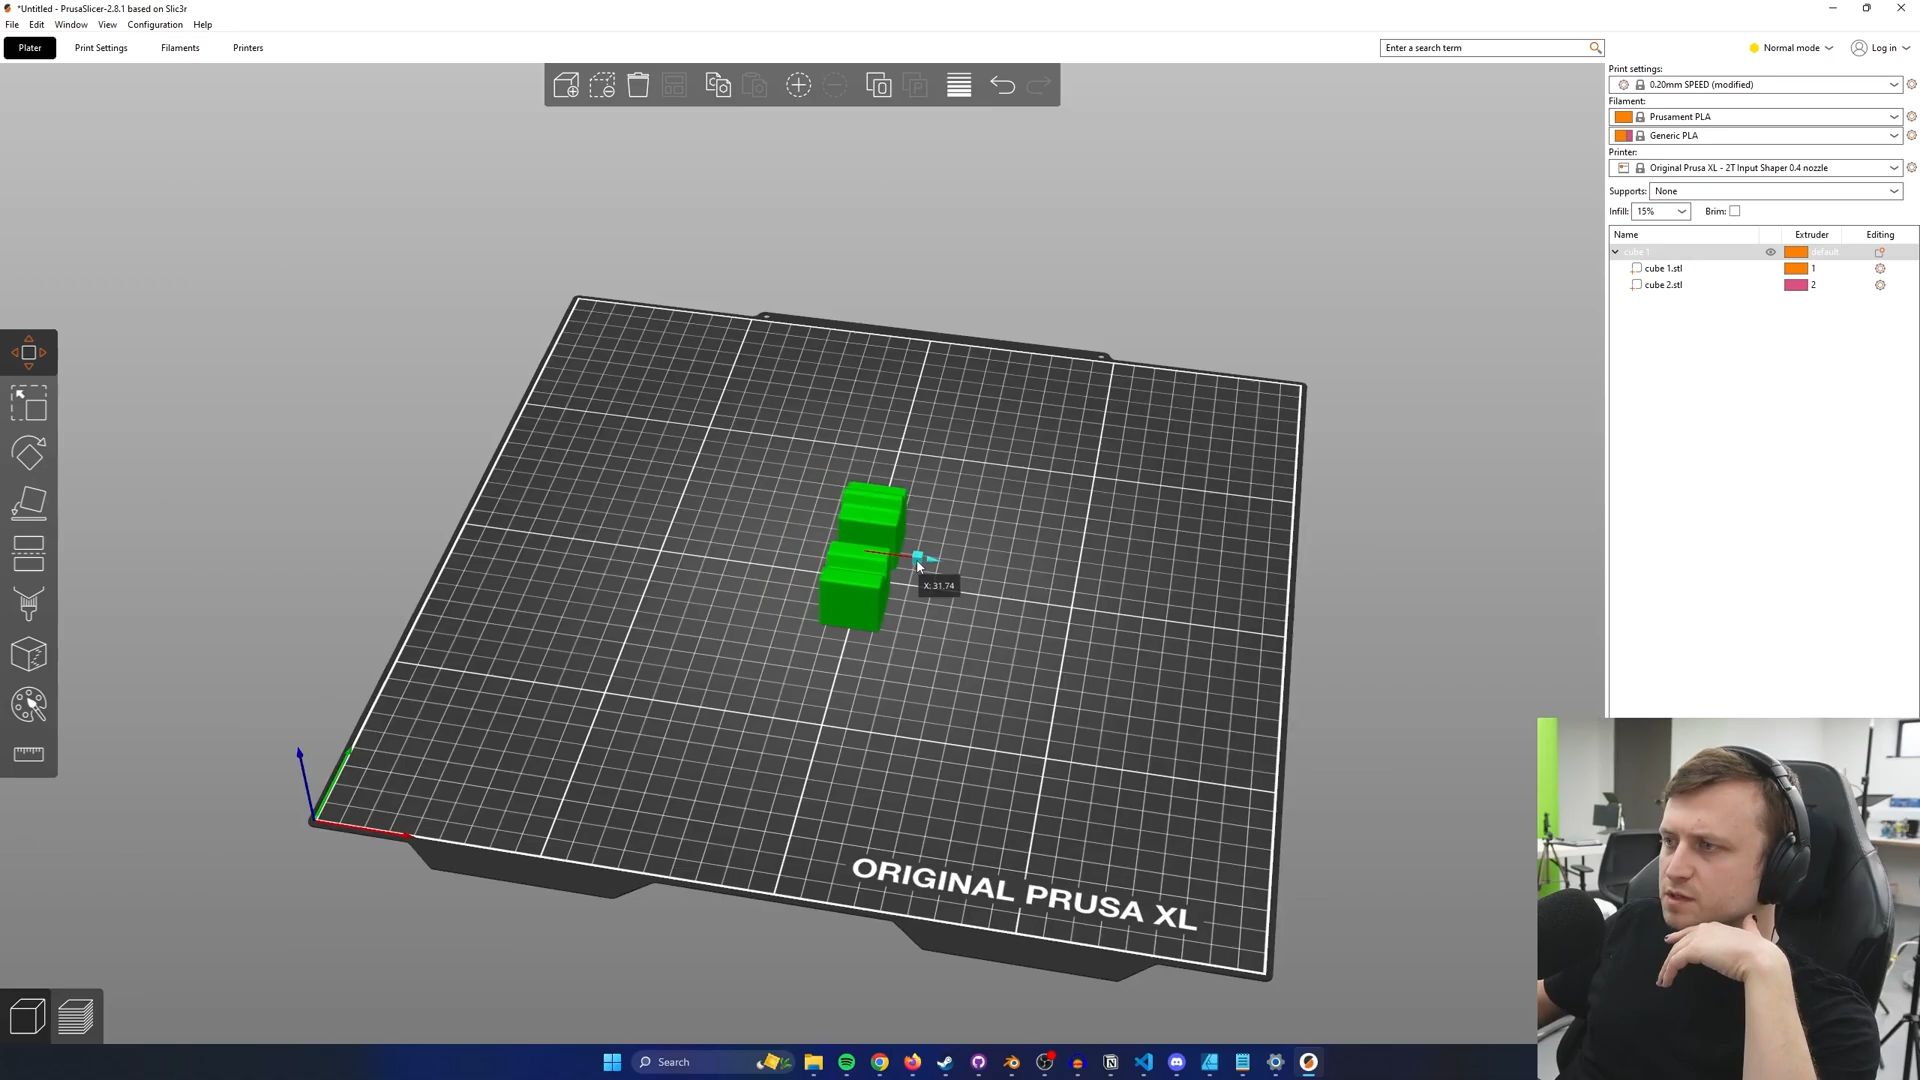 *Untitled - PrusaSlicer-2.8.1 based on Slic3r
File Edit Window View Configuration Help
Plater Print Settings Filaments Printers
Enter a search term
Normal mode
Log in
Print settings:
0.20mm SPEED (modified)
Filament:
Prusament PLA
Generic PLA
Printer:
Original Prusa XL - 2T Input Shaper 0.4 nozzle
Supports: None
Infill: 15% Brim:
Name Extruder Editing
cube 1 default
cube 1.stl 1
cube 2.stl 2
X: 31.74
ORIGINAL PRUSA XL
Search